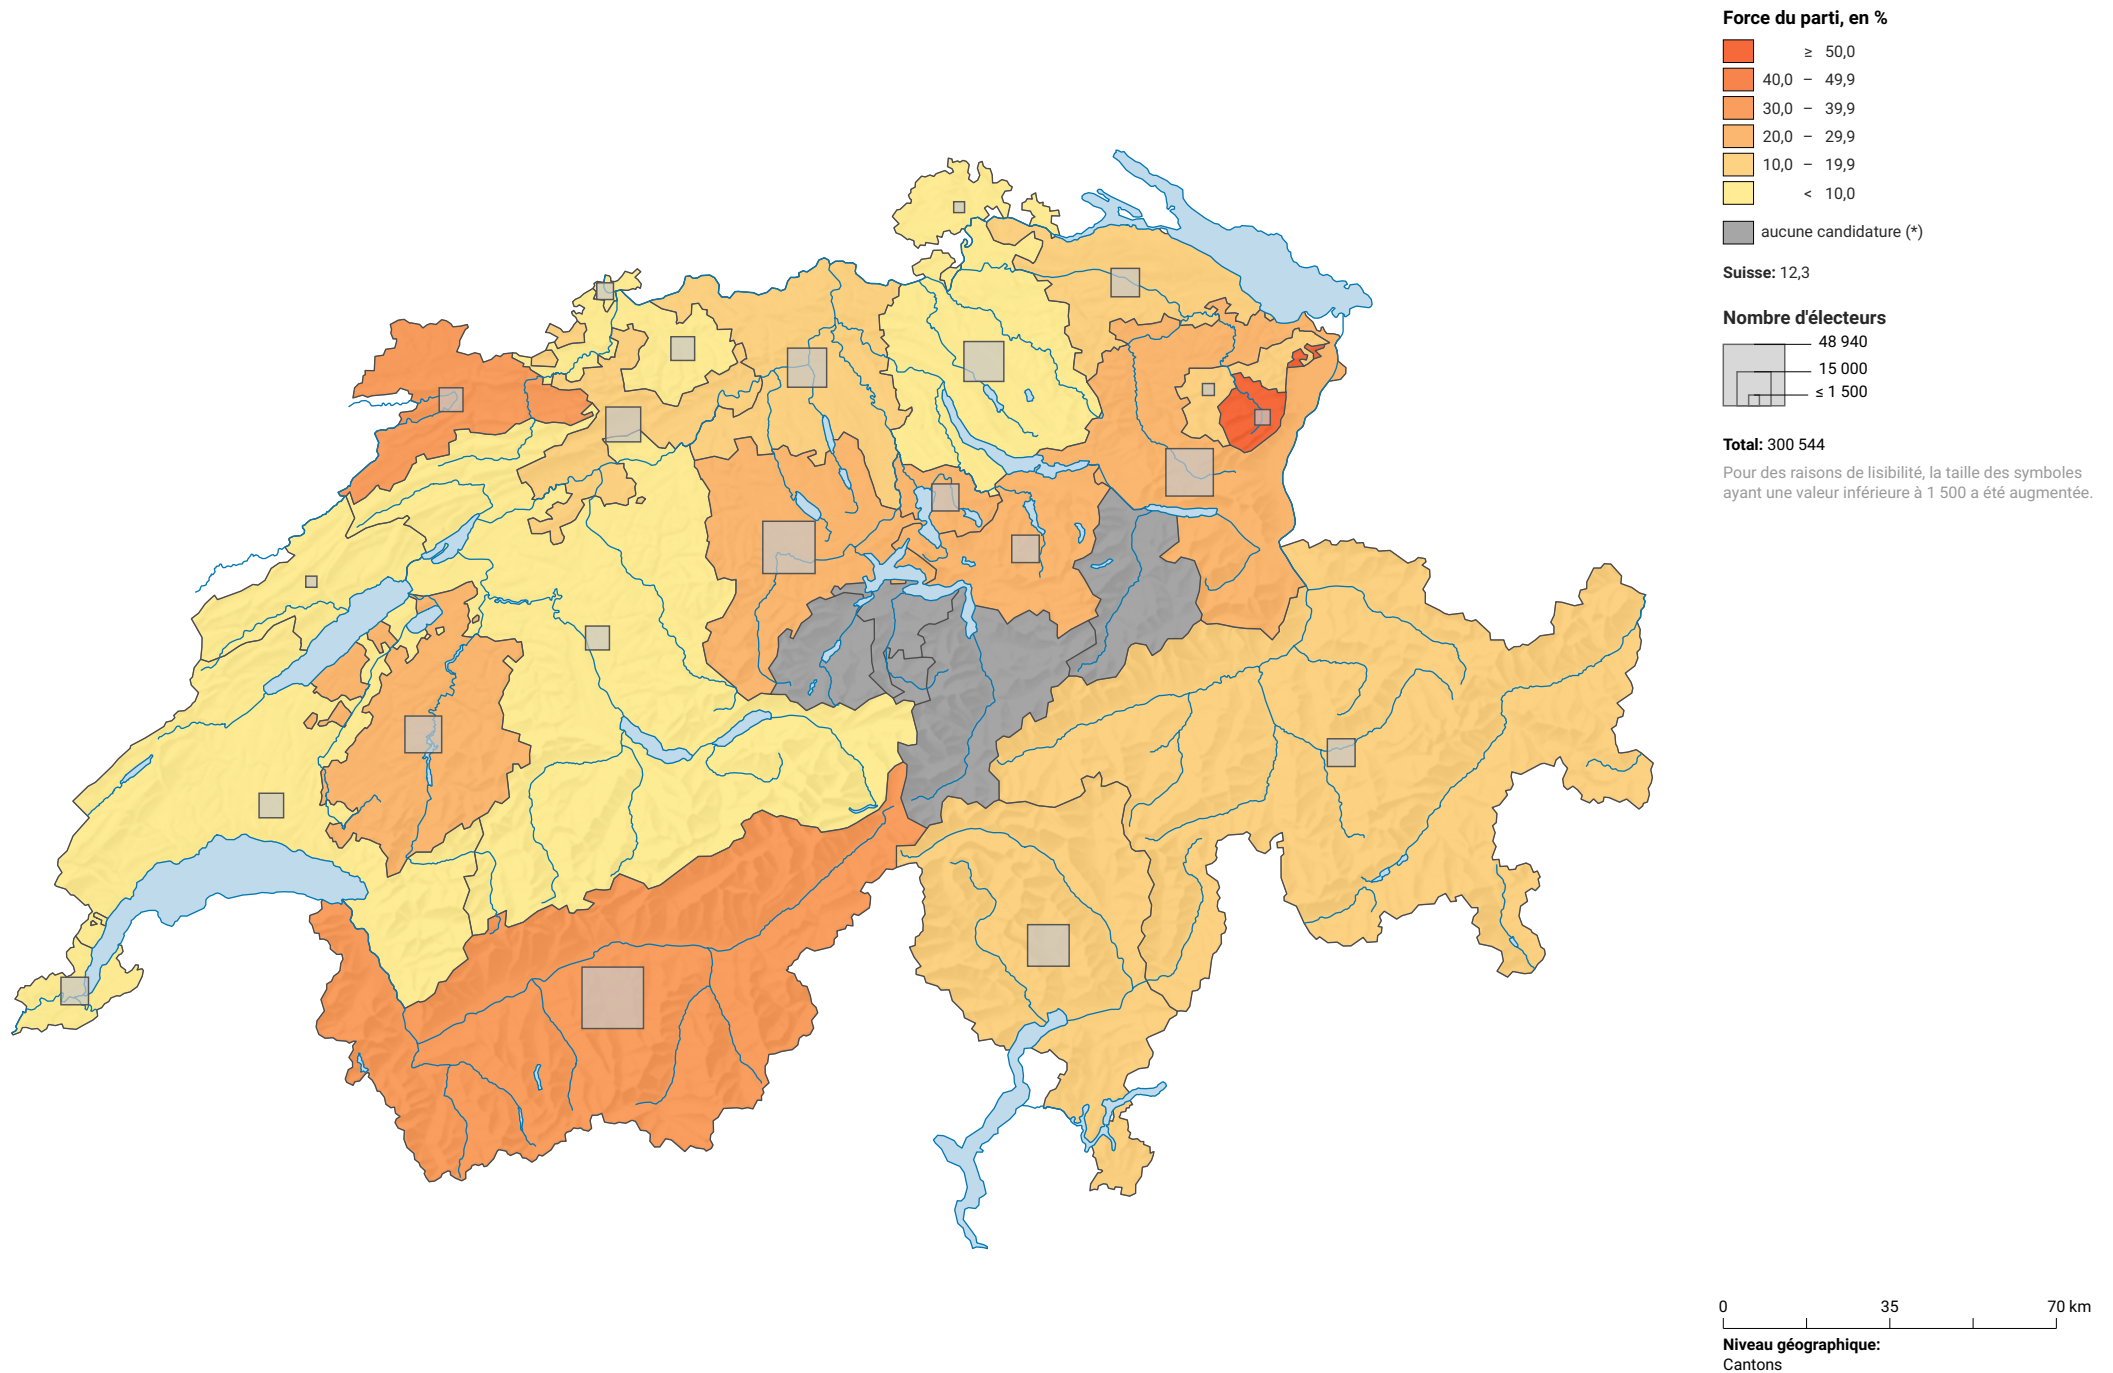 Force du parti, en %
≥ 50,0
40,0 – 49,9
30,0 – 39,9
20,0 – 29,9
10,0 – 19,9
< 10,0
aucune candidature (*)
Suisse: 12,3
Nombre d'électeurs
48 940
15 000
≤ 1 500
Total: 300 544
Pour des raisons de lisibilité, la taille des symboles
ayant une valeur inférieure à 1 500 a été augmentée.
0 35 70 km
Niveau géographique:
Cantons